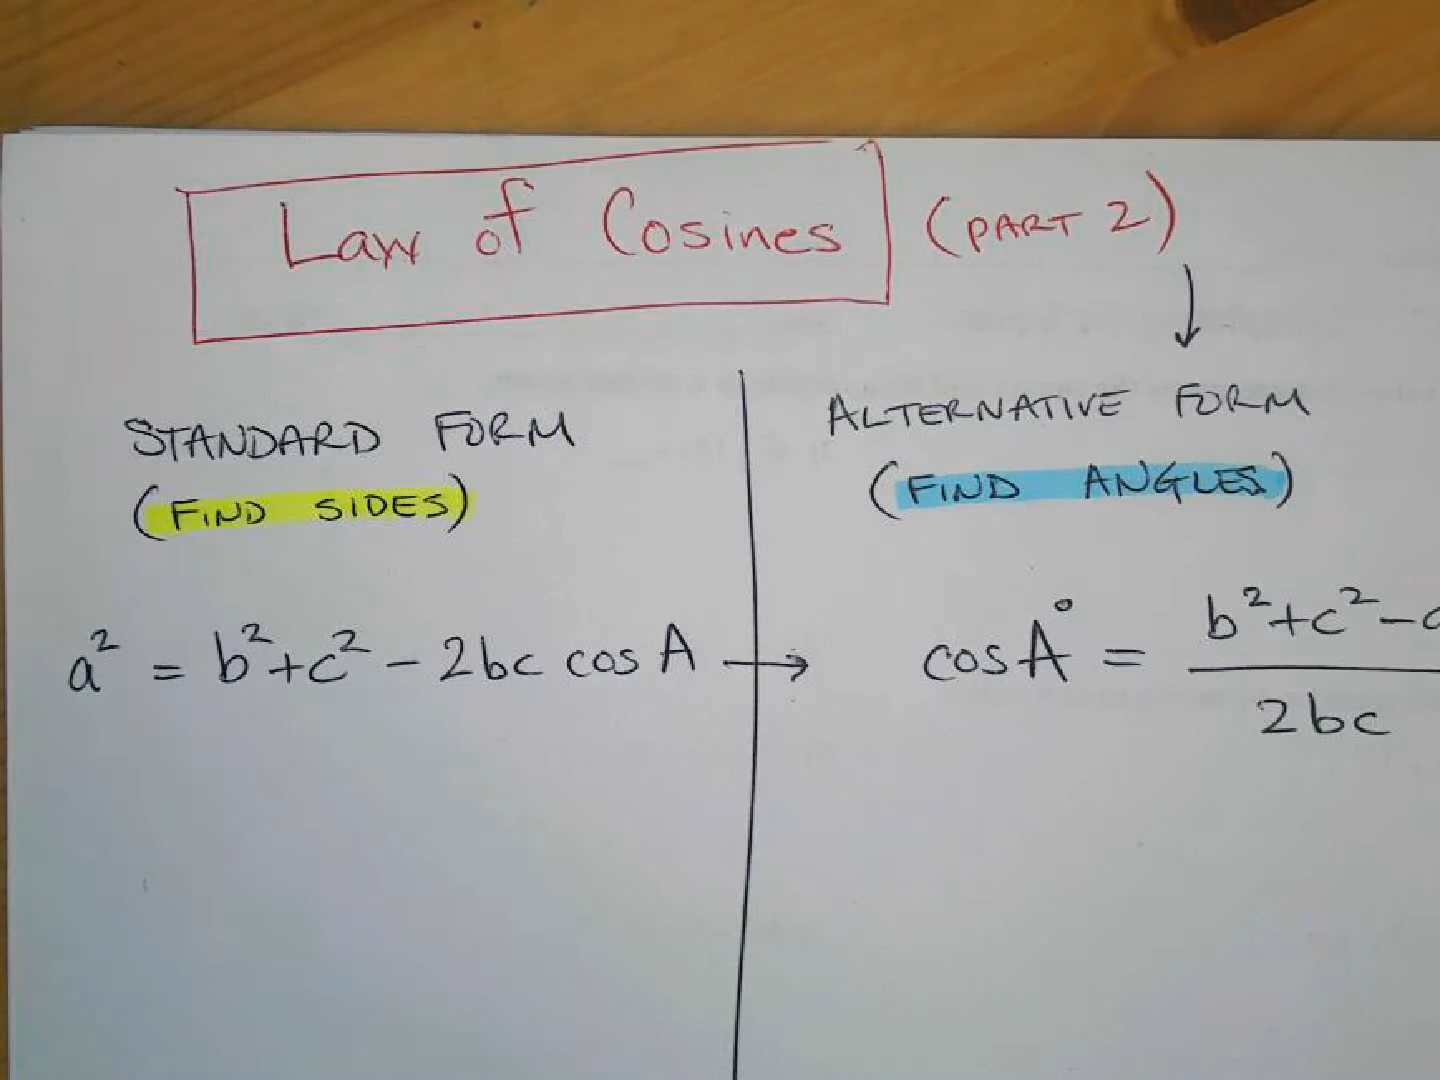 Law of Cosines (PART 2)
STANDARD FORM
(FIND SIDES)
a² = b²+c² - 2bc cos A
ALTERNATIVE FORM
(FIND ANGLES)
cos A° = b²+c²-
2bc